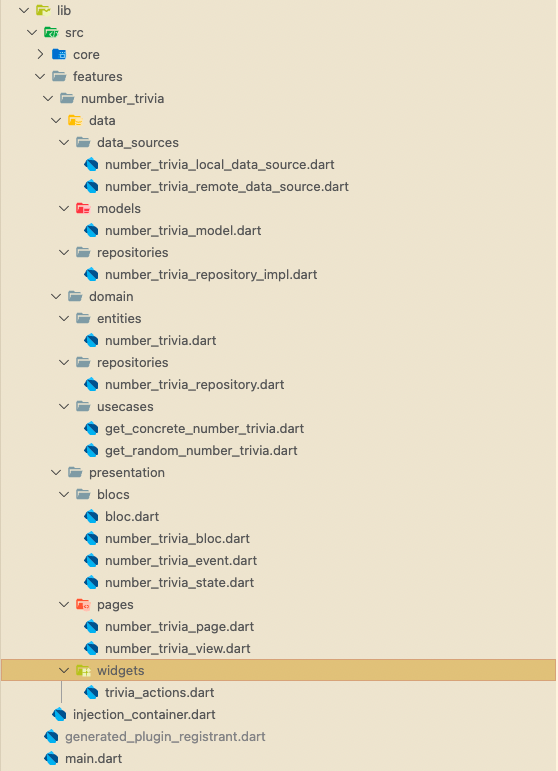 lib
src
core
features
number_trivia
data
data_sources
number_trivia_local_data_source.dart
number_trivia_remote_data_source.dart
models
number_trivia_model.dart
repositories
number_trivia_repository_impl.dart
domain
entities
number_trivia.dart
repositories
number_trivia_repository.dart
usecases
get_concrete_number_trivia.dart
get_random_number_trivia.dart
presentation
blocs
bloc.dart
number_trivia_bloc.dart
number_trivia_event.dart
number_trivia_state.dart
pages
number_trivia_page.dart
number_trivia_view.dart
widgets
trivia_actions.dart
injection_container.dart
generated_plugin_registrant.dart
main.dart